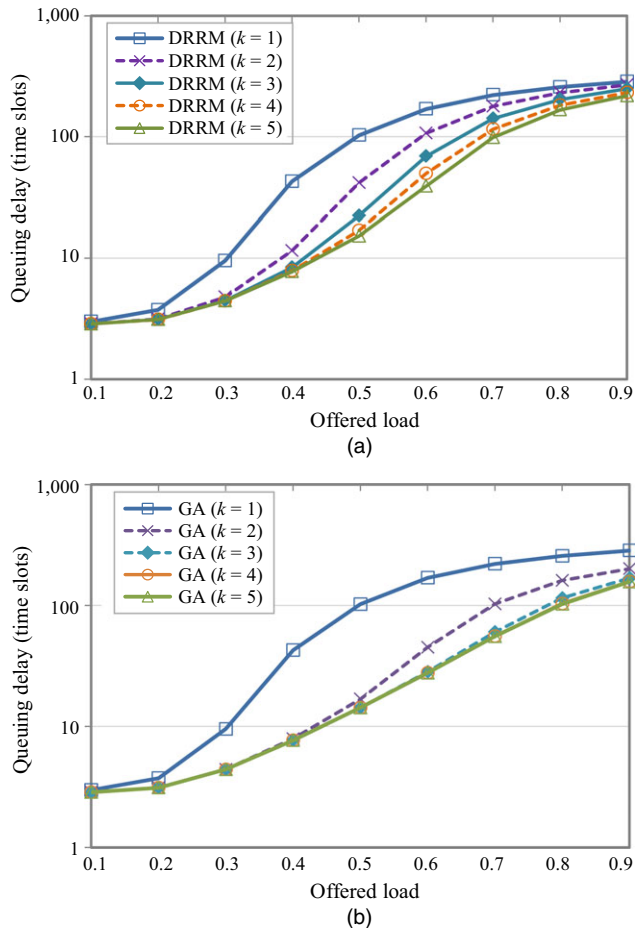 1,000
100
10
1
Queuing delay (time slots)
DRRM (k = 1)
DRRM (k = 2)
DRRM (k = 3)
DRRM (k = 4)
DRRM (k = 5)
0.1 0.2 0.3 0.4 0.5 0.6 0.7 0.8 0.9
Offered load
(a)
1,000
100
10
1
Queuing delay (time slots)
GA (k = 1)
GA (k = 2)
GA (k = 3)
GA (k = 4)
GA (k = 5)
0.1 0.2 0.3 0.4 0.5 0.6 0.7 0.8 0.9
Offered load
(b)